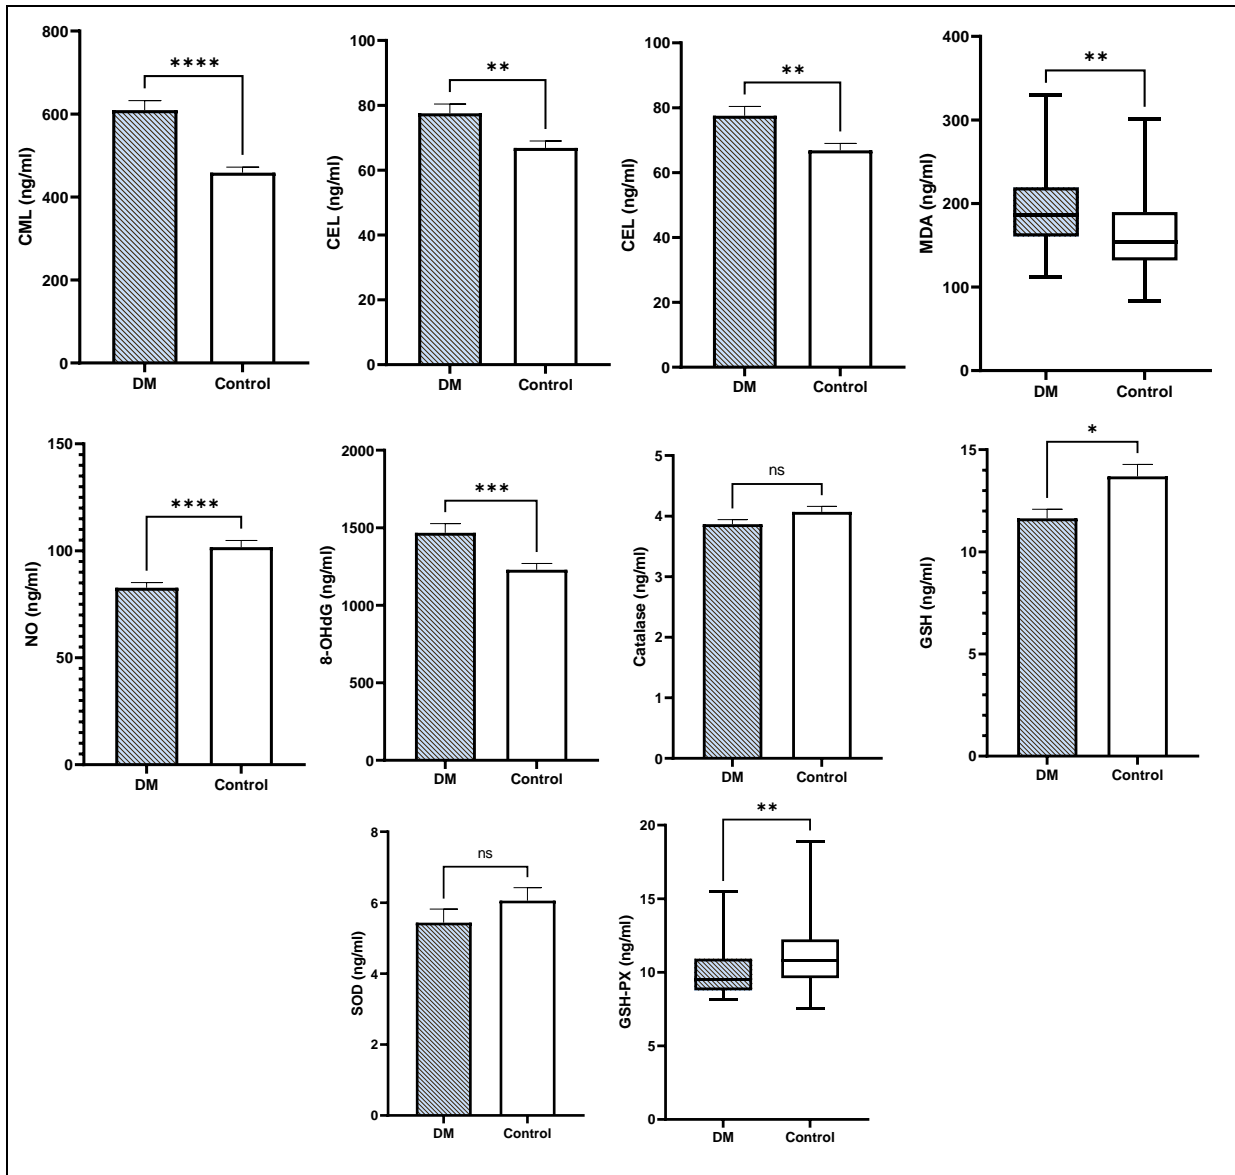 CML (ng/ml)
800
600
400
200
0
****
DM Control
CEL (ng/ml)
100
80
60
40
20
0
**
DM Control
CEL (ng/ml)
100
80
60
40
20
0
**
DM Control
MDA (ng/ml)
400
300
200
100
0
**
DM Control
NO (ng/ml)
150
100
50
0
****
DM Control
8-OHdG (ng/ml)
2000
1500
1000
500
0
***
DM Control
Catalase (ng/ml)
5
4
3
2
1
0
ns
DM Control
GSH (ng/ml)
15
10
5
0
*
DM Control
SOD (ng/ml)
8
6
4
2
0
ns
DM Control
GSH-PX (ng/ml)
20
15
10
5
0
**
DM Control